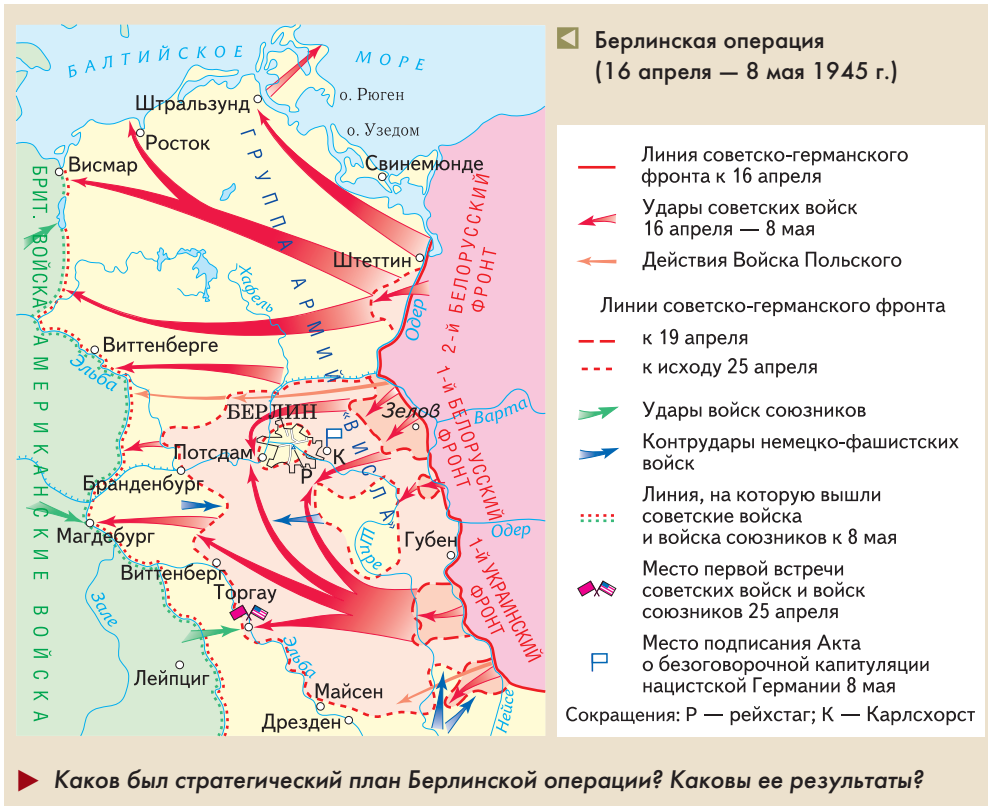 Берлинская операция
(16 апреля — 8 мая 1945 г.)
Линия советско-германского
фронта к 16 апреля
Удары советских войск
16 апреля — 8 мая
Действия Войска Польского
Линии советско-германского фронта
к 19 апреля
к исходу 25 апреля
Удары войск союзников
Контрудары немецко-фашистских
войск
Линия, на которую вышли
советские войска
и войска союзников к 8 мая
Место первой встречи
советских войск и войск
союзников 25 апреля
Место подписания Акта
о безоговорочной капитуляции
нацистской Германии 8 мая
Сокращения: Р — рейхстаг; К — Карлсхорст
БАЛТИЙСКОЕ МОРЕ
о. Рюген
Штральзунд
о. Узедом
Росток
Свинемюнде
Висмар
БРИТ. ВОЙСКА
ГРУППА АРМИЙ
"ВИСЛА"
Штеттин
2-й БЕЛОРУССКИЙ
ФРОНТ
Хафель
Одер
Виттенберге
Эльба
АМЕРИКАНСКИЕ ВОЙСКА
1-й БЕЛОРУССКИЙ
ФРОНТ
БЕРЛИН
Зелов
Варта
Потсдам
К
Р
Бранденбург
Магдебург
Шпре
Губен
Одер
Виттенберг
Торгау
1-й УКРАИНСКИЙ
ФРОНТ
Зале
Эльба
Лейпциг
Майсен
Дрезден
Нейсе
Каков был стратегический план Берлинской операции? Каковы ее результаты?